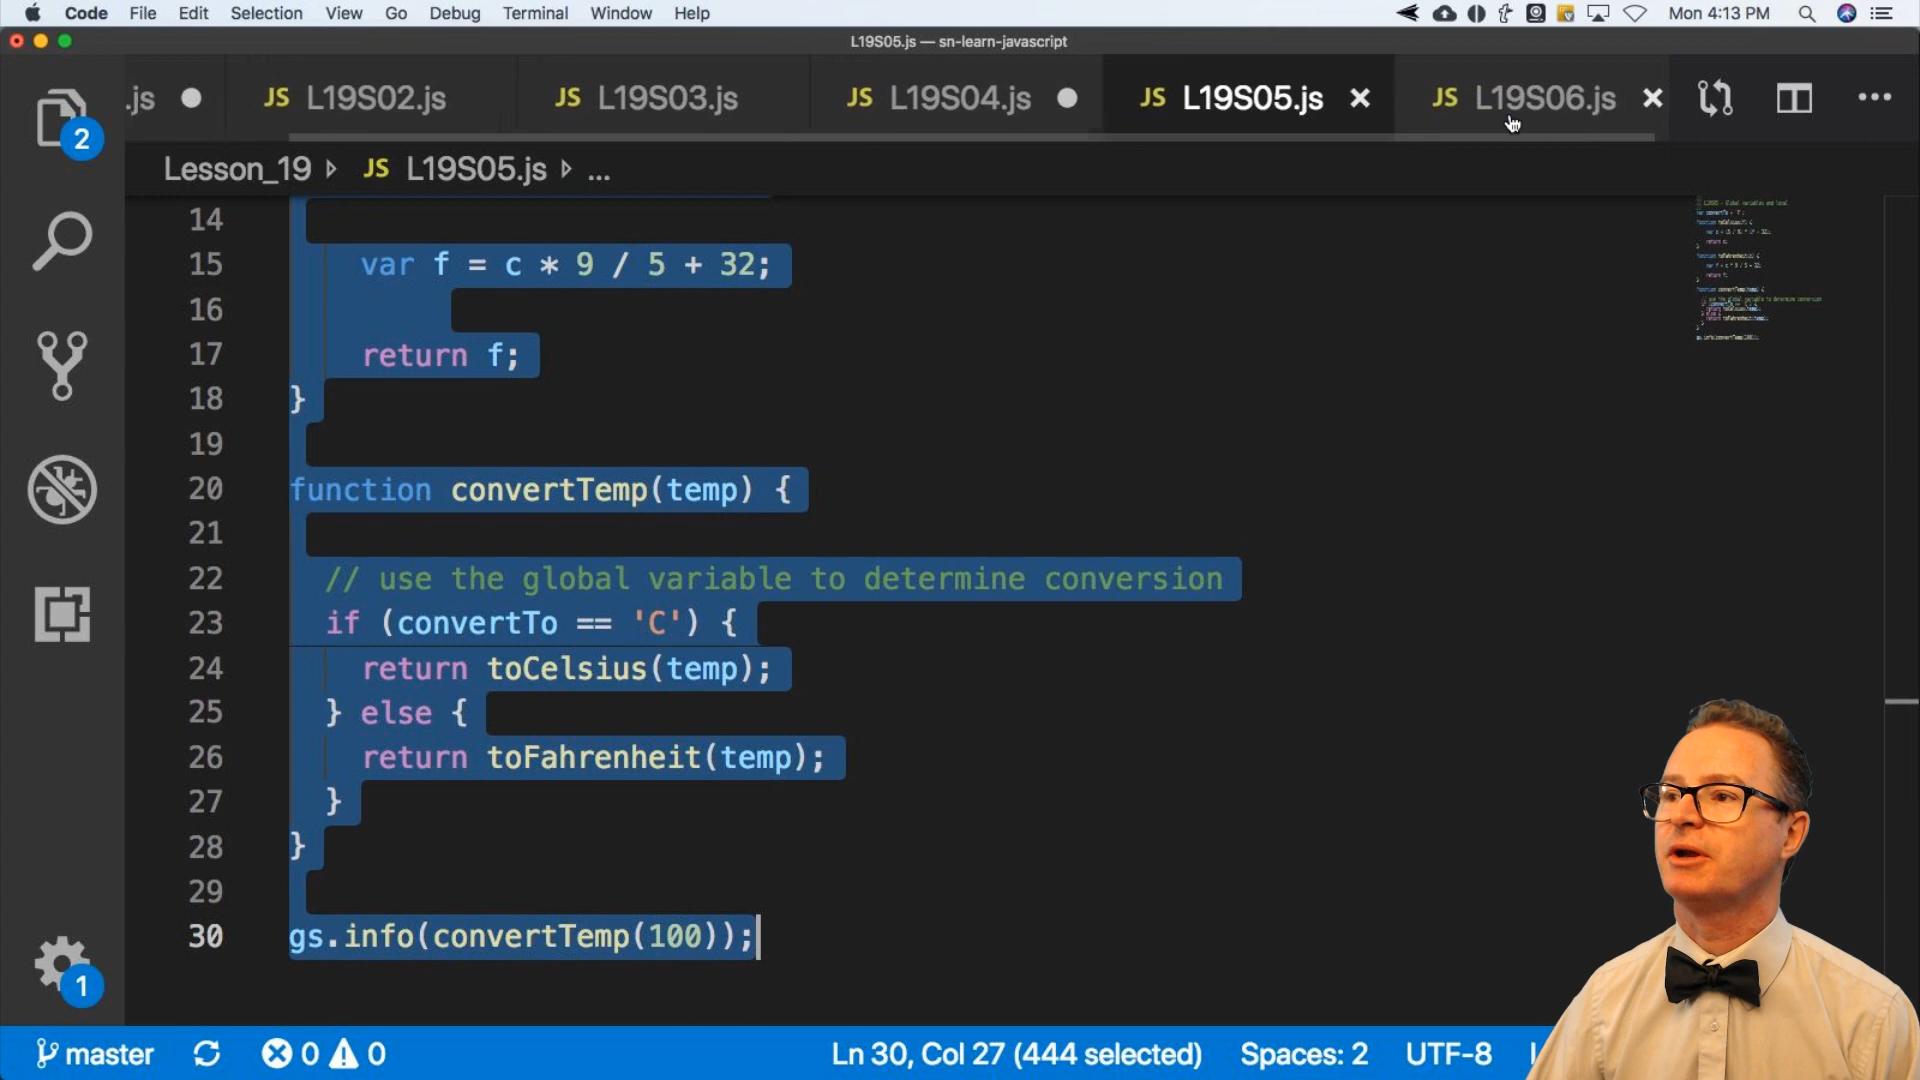 Code File Edit Selection View Go Debug Terminal Window Help Mon 4:13 PM
L19S05.js — sn-learn-javascript
.js JS L19S02.js JS L19S03.js JS L19S04.js JS L19S05.js JS L19S06.js
2
Lesson_19 JS L19S05.js ...
14
15 var f = c * 9 / 5 + 32;
16
17 return f;
18 }
19
20 function convertTemp(temp) {
21
22 // use the global variable to determine conversion
23 if (convertTo == 'C') {
24 return toCelsius(temp);
25 } else {
26 return toFahrenheit(temp);
27 }
28 }
29
30 gs.info(convertTemp(100));
1
master 0 0 Ln 30, Col 27 (444 selected) Spaces: 2 UTF-8